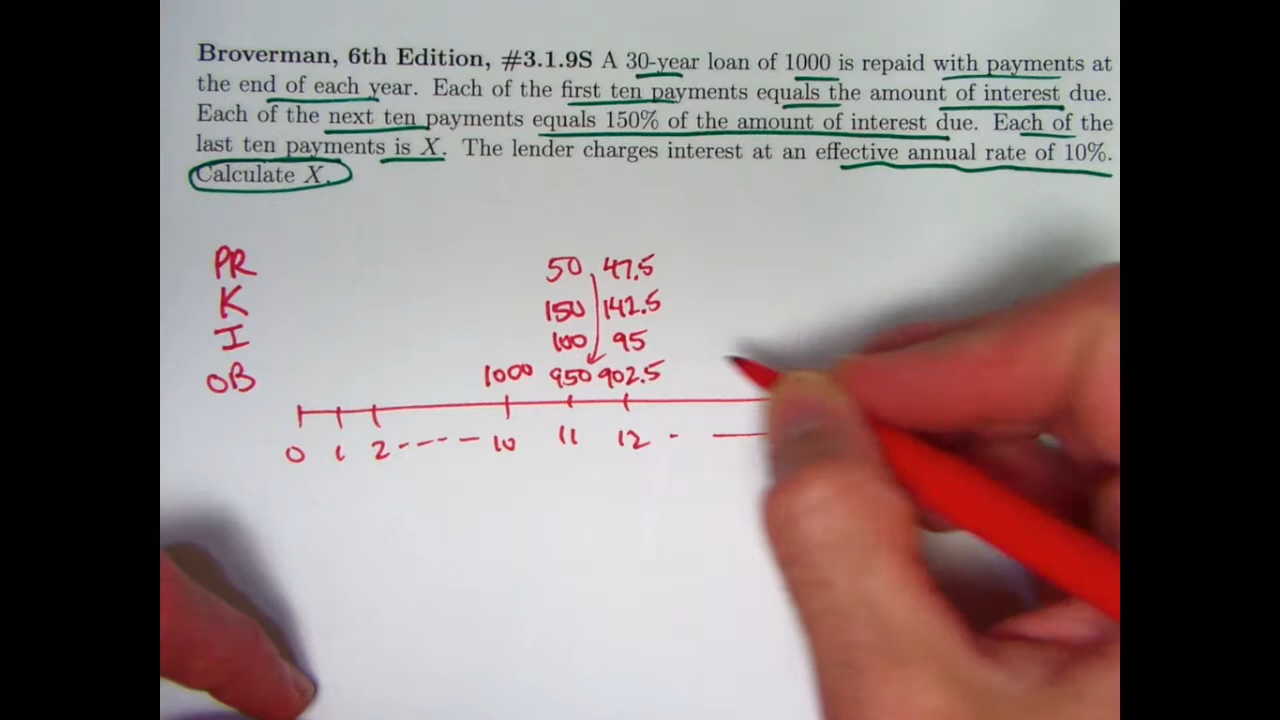 Broverman, 6th Edition, #3.1.9S A 30-year loan of 1000 is repaid with payments at
the end of each year. Each of the first ten payments equals the amount of interest due.
Each of the next ten payments equals 150% of the amount of interest due. Each of the
last ten payments is X. The lender charges interest at an effective annual rate of 10%.
Calculate X.
PR 50 47.5
K 150 142.5
I 100 95
OB 1000 950 902.5
0 1 2 ---- 10 11 12 -